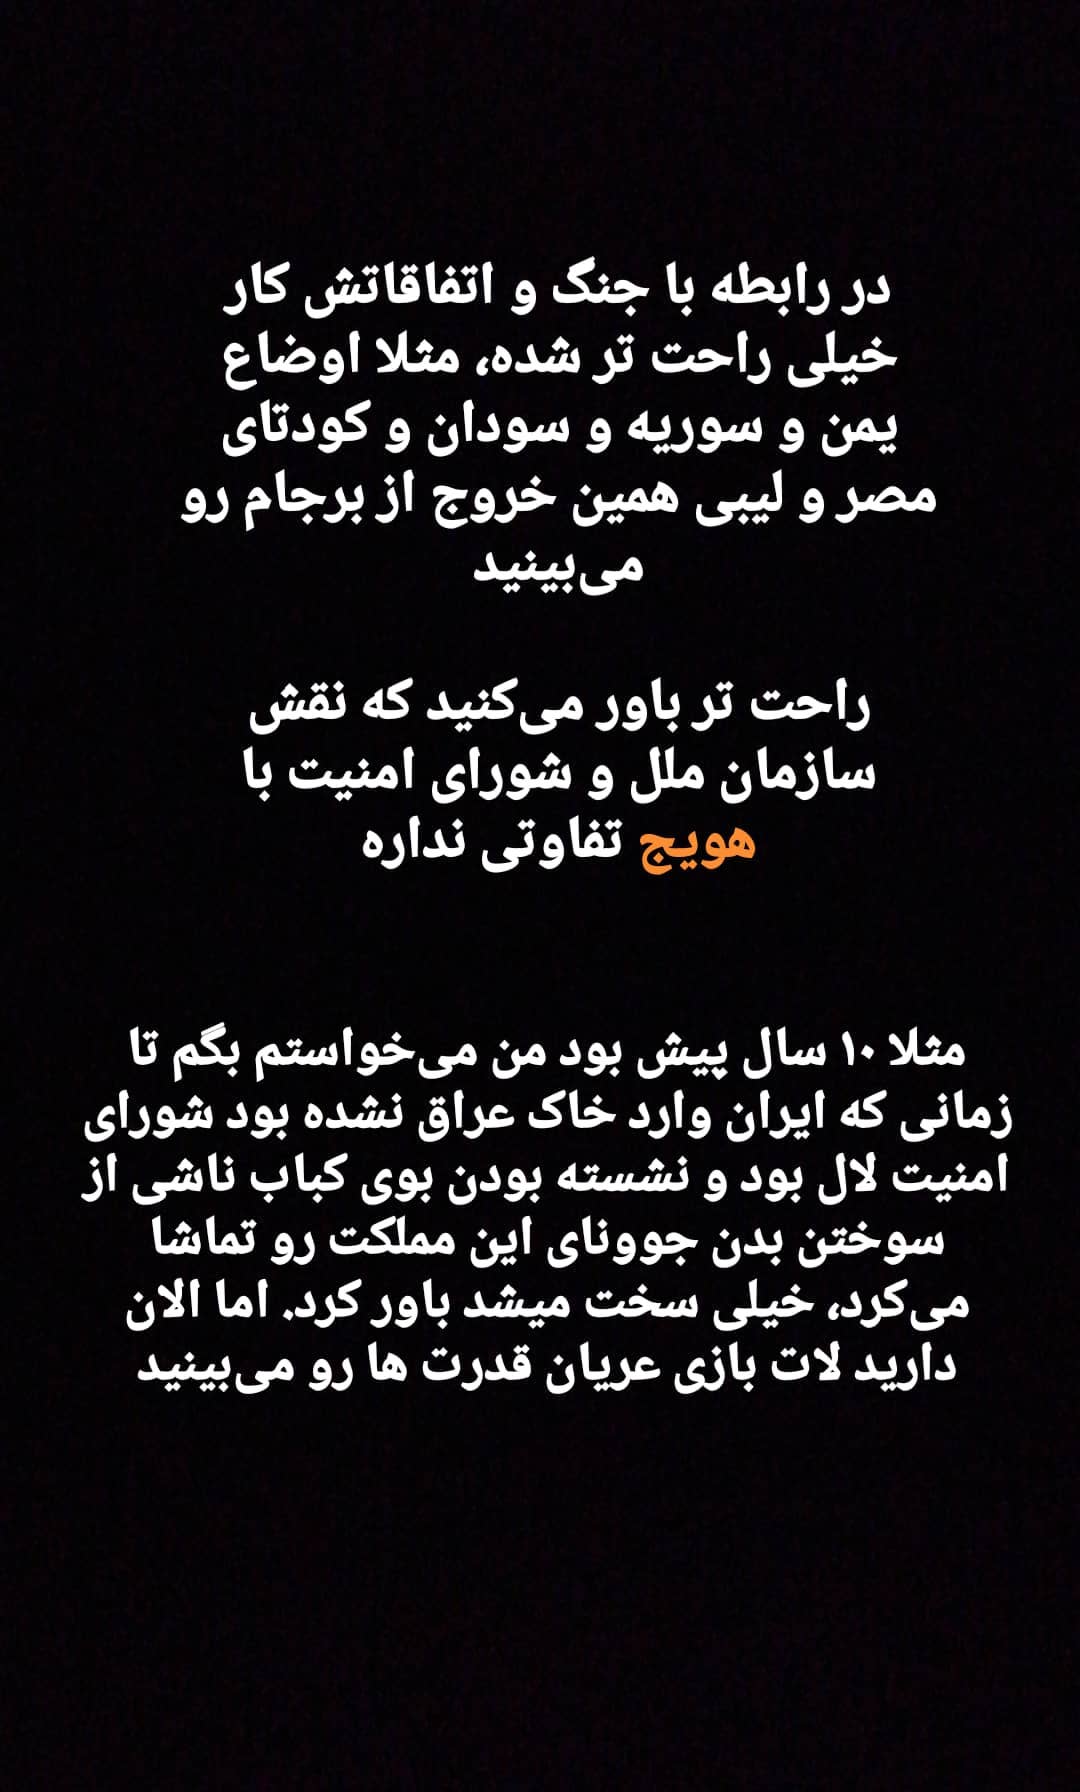 در رابطه با جنگ و اتفاقاتش کار
خیلی راحت تر شده، مثلا اوضاع
یمن و سوریه و سودان و کودتای
مصر و لیبی همین خروج از برجام رو
می‌بینید
راحت تر باور می‌کنید که نقش
سازمان ملل و شورای امنیت با
هویج تفاوتی نداره
مثلا ۱۰ سال پیش بود من می‌خواستم بگم تا
زمانی که ایران وارد خاک عراق نشده بود شورای
امنیت لال بود و نشسته بودن بوی کباب ناشی از
سوختن بدن جوونای این مملکت رو تماشا
می‌کرد، خیلی سخت میشد باور کرد. اما الان
دارید لات بازی عریان قدرت ها رو می‌بینید